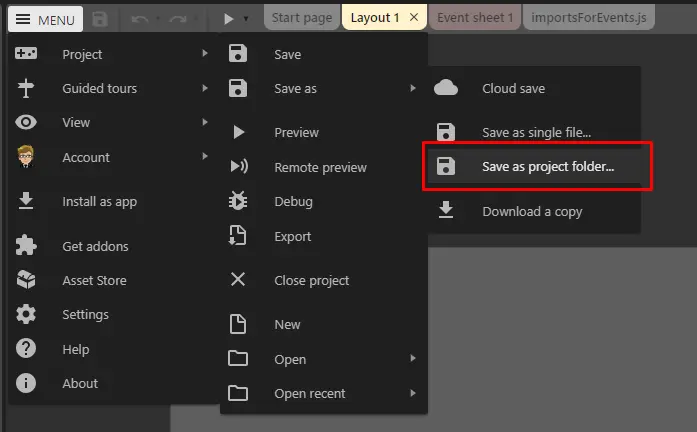 MENU
Start page
Layout 1
Event sheet 1
importsForEvents.js
Project
Guided tours
View
Account
Install as app
Get addons
Asset Store
Settings
Help
About
Save
Save as
Preview
Remote preview
Debug
Export
Close project
New
Open
Open recent
Cloud save
Save as single file...
Save as project folder...
Download a copy